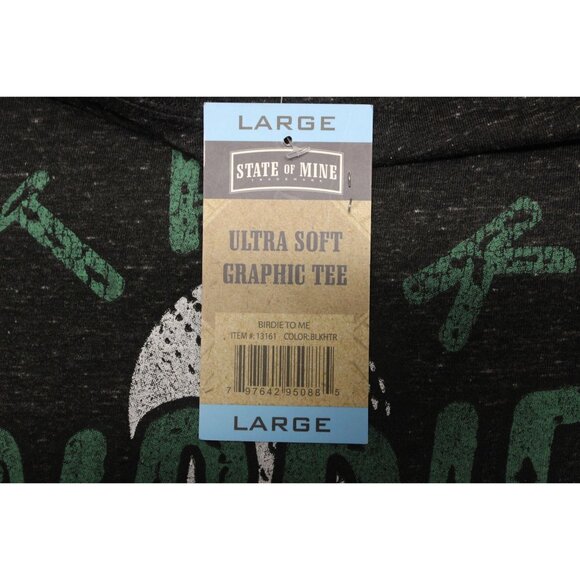 LARGE
STATE OF MINE
TRADEMARK
ULTRA SOFT
GRAPHIC TEE
BIRDIE TO ME
ITEM #: 13161 COLOR: BLKHTR
7 97642 95088 5
LARGE